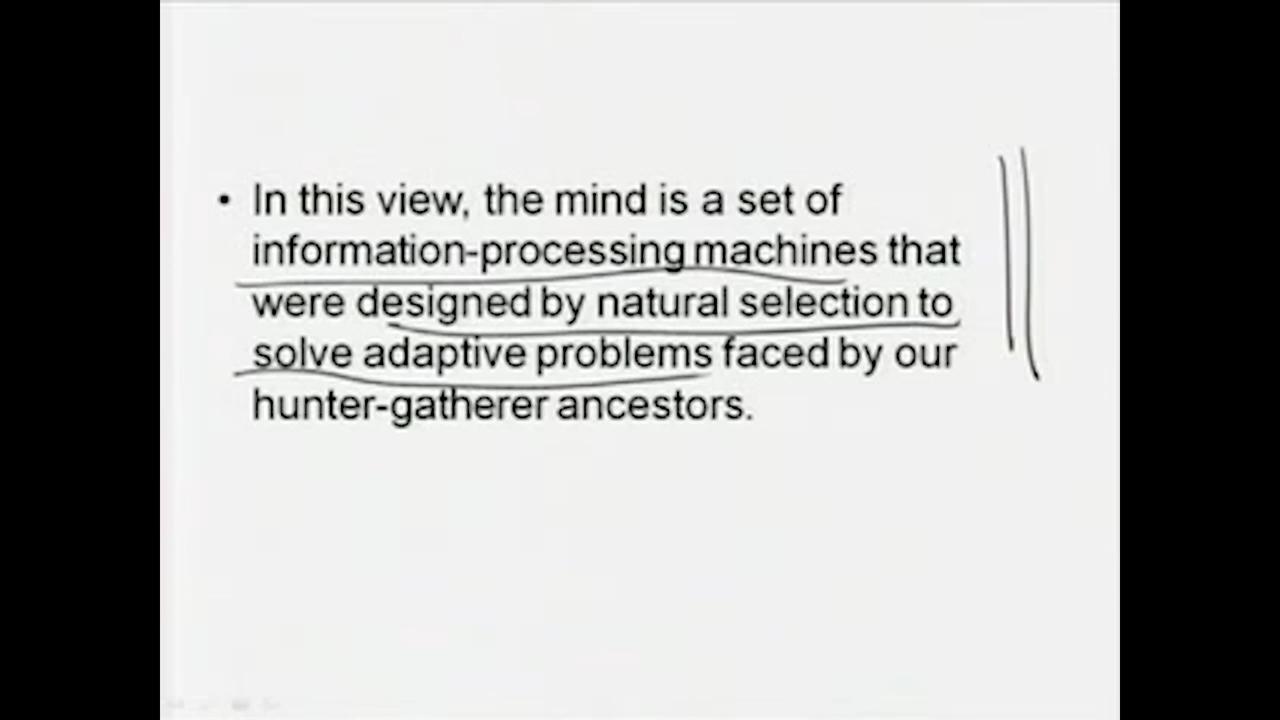 • In this view, the mind is a set of
information-processing machines that
were designed by natural selection to
solve adaptive problems faced by our
hunter-gatherer ancestors.